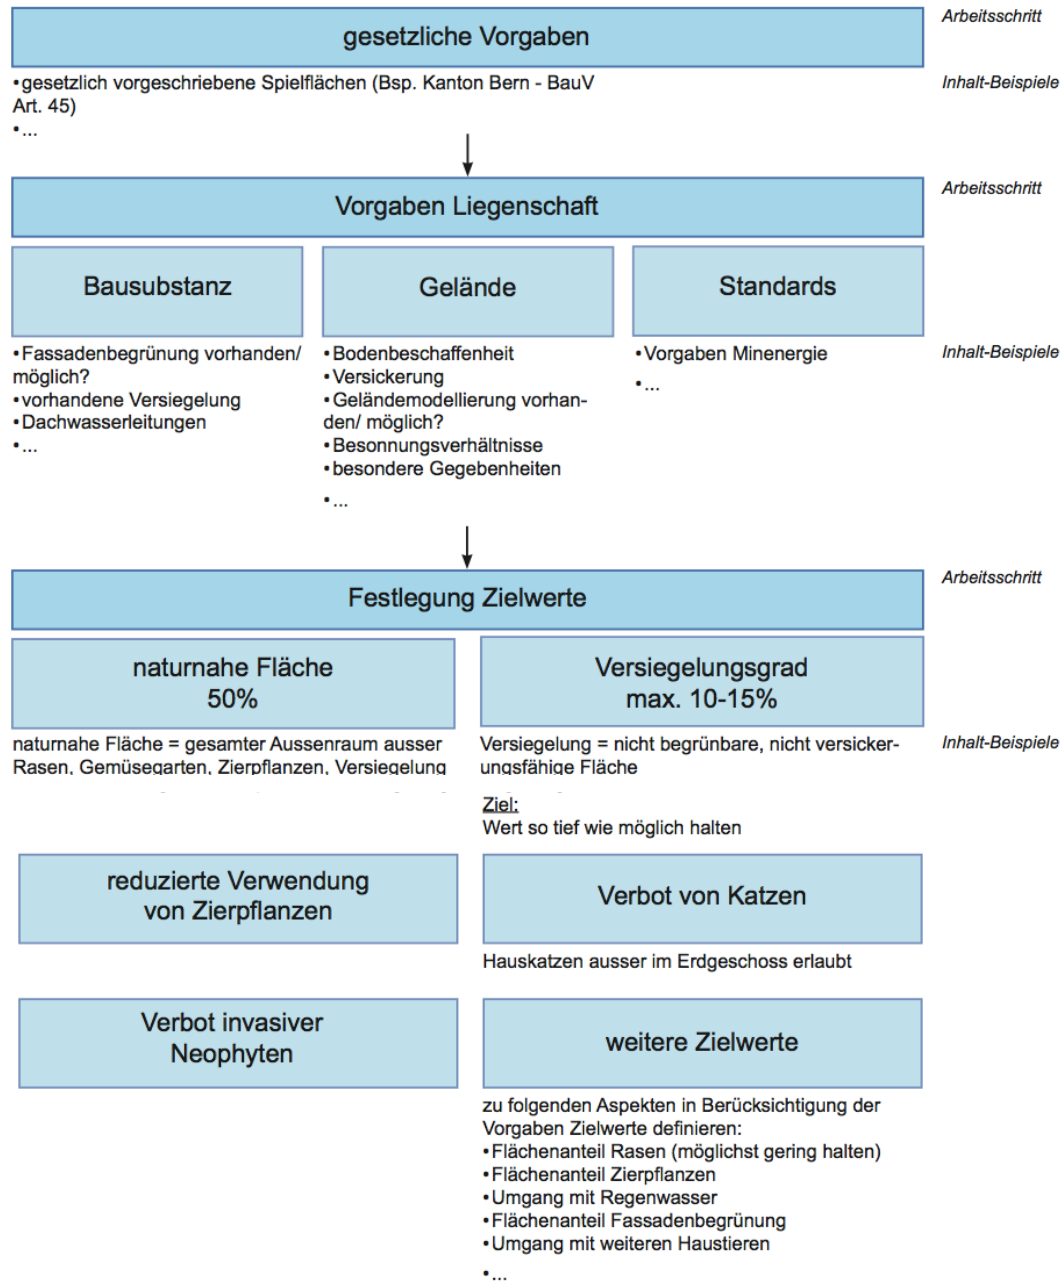 gesetzliche Vorgaben
Arbeitsschritt
•gesetzlich vorgeschriebene Spielflächen (Bsp. Kanton Bern - BauV
Art. 45)
•...
Inhalt-Beispiele
Vorgaben Liegenschaft
Arbeitsschritt
Bausubstanz
•Fassadenbegrünung vorhanden/
möglich?
•vorhandene Versiegelung
•Dachwasserleitungen
•...
Gelände
•Bodenbeschaffenheit
•Versickerung
•Geländemodellierung vorhan-
den/ möglich?
•Besonnungsverhältnisse
•besondere Gegebenheiten
•...
Standards
•Vorgaben Minenergie
•...
Inhalt-Beispiele
Festlegung Zielwerte
Arbeitsschritt
naturnahe Fläche
50%
naturnahe Fläche = gesamter Aussenraum ausser
Rasen, Gemüsegarten, Zierpflanzen, Versiegelung
Versiegelungsgrad
max. 10-15%
Versiegelung = nicht begrünbare, nicht versicker-
ungsfähige Fläche
Inhalt-Beispiele
Ziel:
Wert so tief wie möglich halten
reduzierte Verwendung
von Zierpflanzen
Verbot von Katzen
Hauskatzen ausser im Erdgeschoss erlaubt
Verbot invasiver
Neophyten
weitere Zielwerte
zu folgenden Aspekten in Berücksichtigung der
Vorgaben Zielwerte definieren:
•Flächenanteil Rasen (möglichst gering halten)
•Flächenanteil Zierpflanzen
•Umgang mit Regenwasser
•Flächenanteil Fassadenbegrünung
•Umgang mit weiteren Haustieren
•...